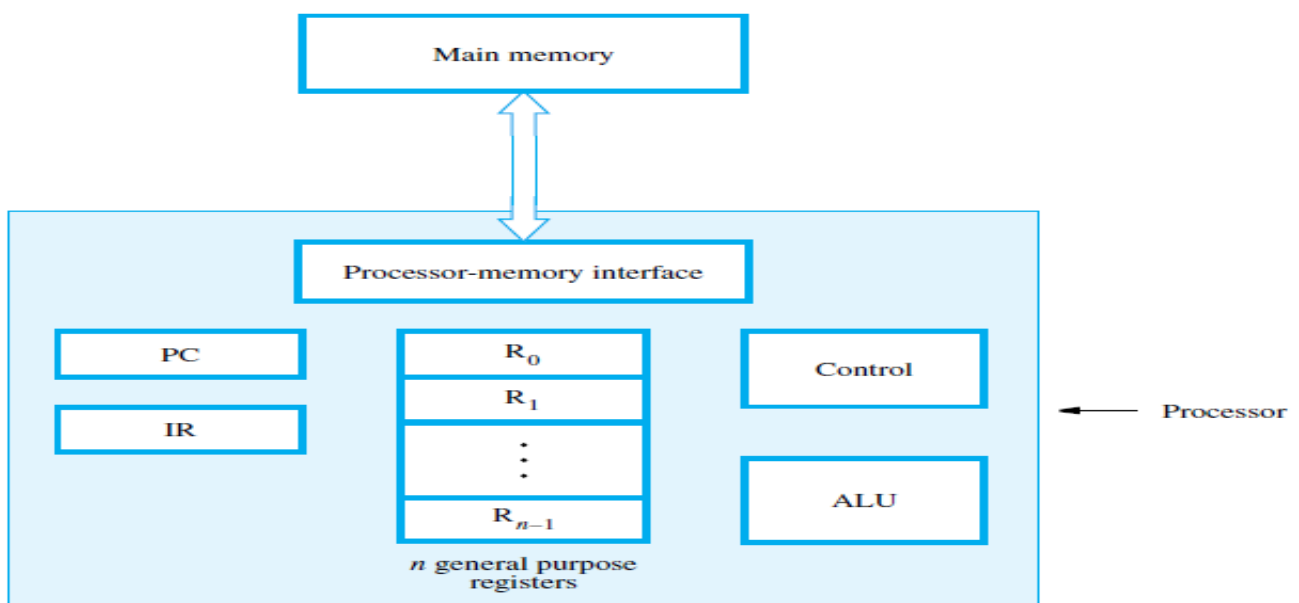 Main memory
Processor-memory interface
PC
R0
Control
R1
IR
Processor
⋮
ALU
Rn–1
n general purpose
registers